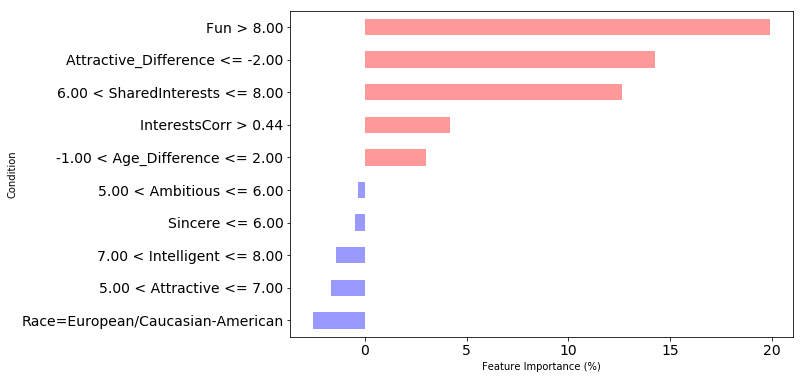 Fun > 8.00
Attractive_Difference <= -2.00
6.00 < SharedInterests <= 8.00
InterestsCorr > 0.44
-1.00 < Age_Difference <= 2.00
5.00 < Ambitious <= 6.00
Sincere <= 6.00
7.00 < Intelligent <= 8.00
5.00 < Attractive <= 7.00
Race=European/Caucasian-American
Condition
0 5 10 15 20
Feature Importance (%)